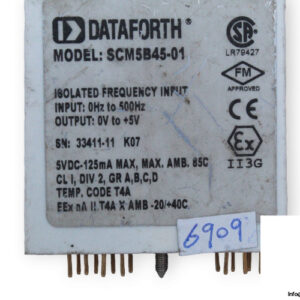 DATAFORTH®
MODEL: SCM5B45-01
SA
LR79427
FM
APPROVED
ISOLATED FREQUENCY INPUT
INPUT: 0Hz to 500Hz
OUTPUT: 0V to +5V
SN: 33411-11 K07
Ex
II3G
5VDC-125mA MAX, MAX. AMB. 85C
CL I, DIV 2, GR A,B,C,D
TEMP. CODE T4A
EEx nA II T4A X AMB -20/+40C
6909